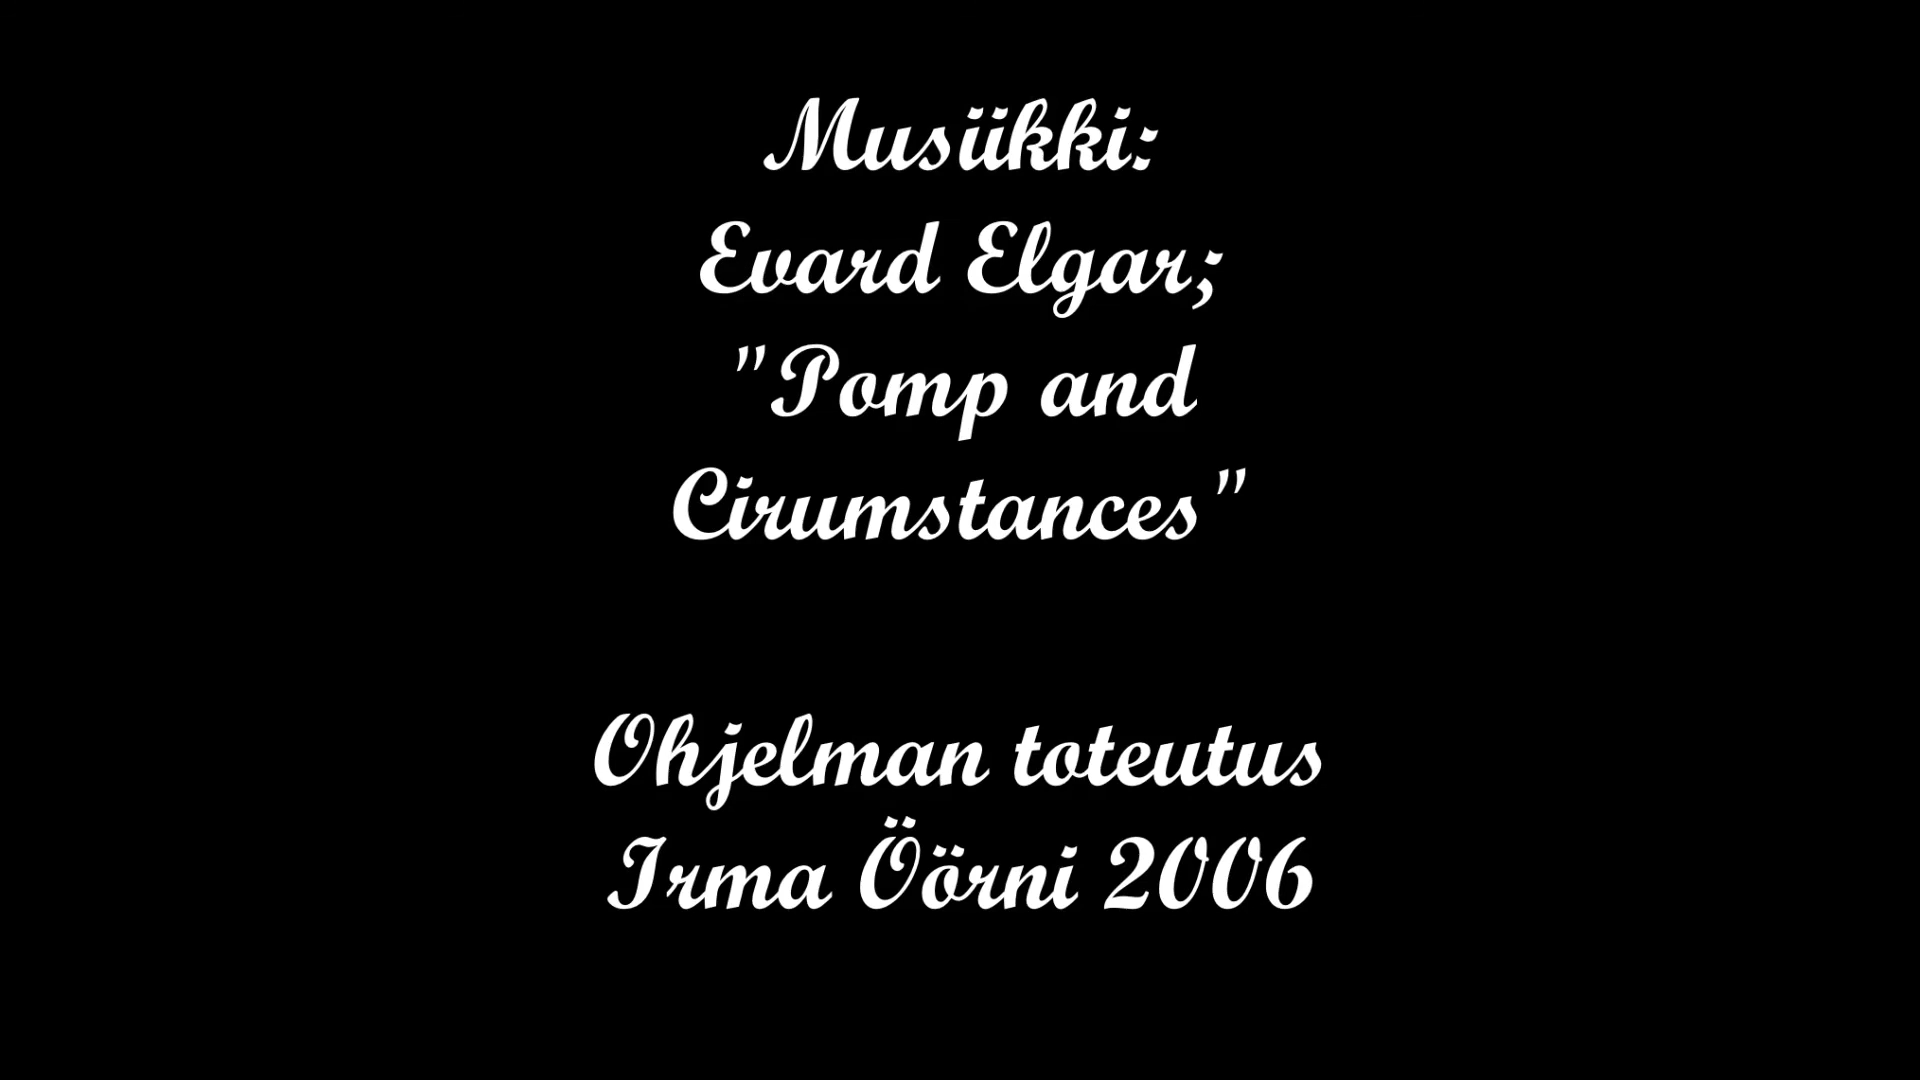 Musiikki:
Evard Elgar;
"Pomp and
Cirumstances"
Ohjelman toteutus
Irma Öörni 2006